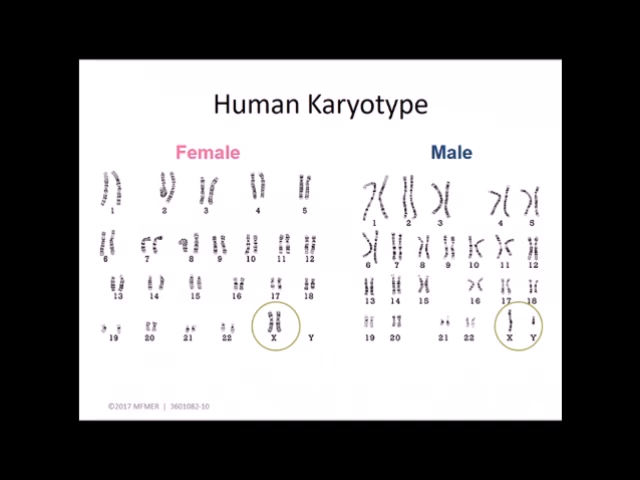 Human Karyotype
Female
1 2 3 4 5
6 7 8 9 10 11 12
13 14 15 16 17 18
19 20 21 22 X Y
Male
1 2 3 4 5
6 7 8 9 10 11 12
13 14 15 16 17 18
19 20 21 22 X Y
©2017 MFMER | 3601082-10